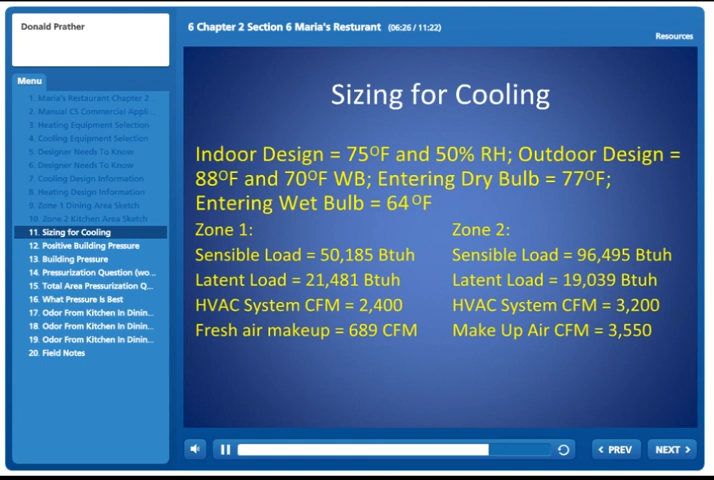 Donald Prather
6 Chapter 2 Section 6 Maria's Resturant (06:26 / 11:22)
Resources
Menu
1. Maria's Restaurant Chapter 2 ...
2. Manual CS Commercial Appli...
3. Heating Equipment Selection
4. Cooling Equipment Selection
5. Designer Needs To Know
6. Designer Needs To Know
7. Cooling Design Information
8. Heating Design Information
9. Zone 1 Dining Area Sketch
10. Zone 2 Kitchen Area Sketch
11. Sizing for Cooling
12. Positive Building Pressure
13. Building Pressure
14. Pressurization Question (wo...
15. Total Area Pressurization Q...
16. What Pressure Is Best
17. Odor From Kitchen In Dinin...
18. Odor From Kitchen In Dinin...
19. Odor From Kitchen In Dinin...
20. Field Notes
Sizing for Cooling
Indoor Design = 75°F and 50% RH; Outdoor Design =
88°F and 70°F WB; Entering Dry Bulb = 77°F;
Entering Wet Bulb = 64°F
Zone 1:
Sensible Load = 50,185 Btuh
Latent Load = 21,481 Btuh
HVAC System CFM = 2,400
Fresh air makeup = 689 CFM
Zone 2:
Sensible Load = 96,495 Btuh
Latent Load = 19,039 Btuh
HVAC System CFM = 3,200
Make Up Air CFM = 3,550
< PREV
NEXT >